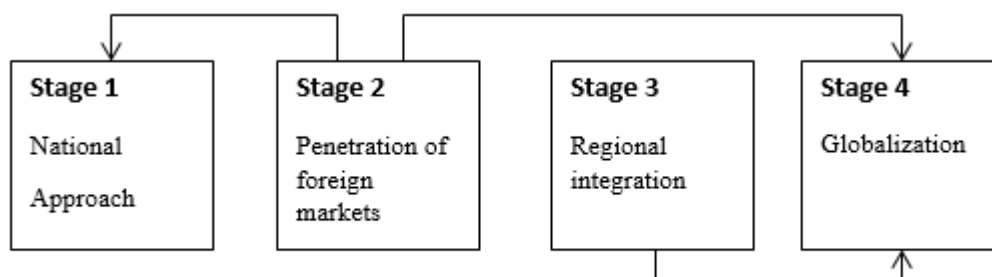 Stage 1
National
Approach
Stage 2
Penetration of
foreign
markets
Stage 3
Regional
integration
Stage 4
Globalization